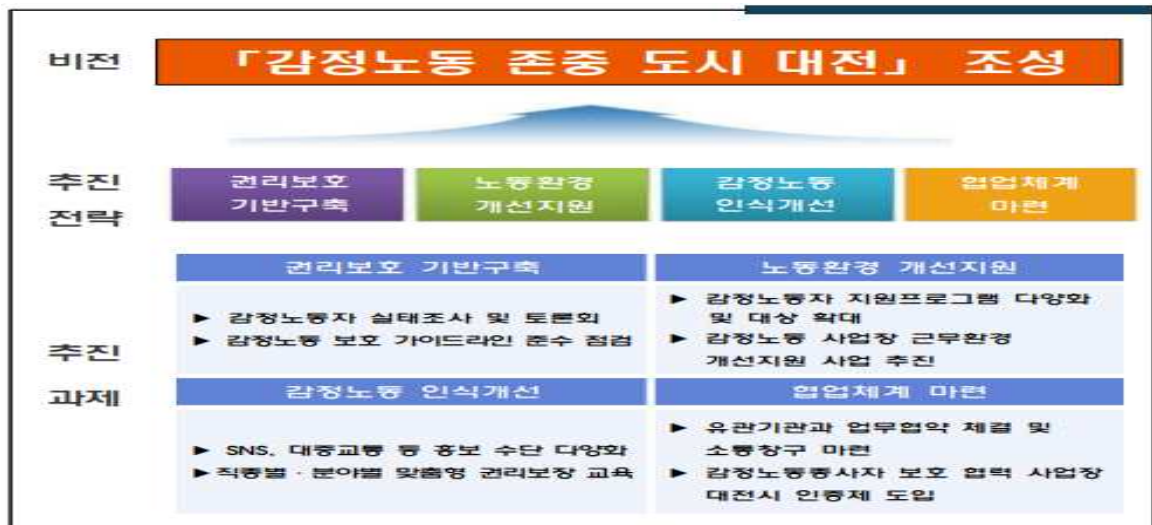 비전
「감정노동 존중 도시 대전」 조성
추진
전략
권리보호
기반구축
노동환경
개선지원
감정노동
인식개선
협업체계
마련
추진
과제
권리보호 기반구축
▶ 감정노동자 실태조사 및 토론회
▶ 감정노동 보호 가이드라인 준수 점검
노동환경 개선지원
▶ 감정노동자 지원프로그램 다양화
및 대상 확대
▶ 감정노동 사업장 근무환경
개선지원 사업 추진
감정노동 인식개선
▶ SNS, 대중교통 등 홍보 수단 다양화
▶직종별·분야별 맞춤형 권리보장 교육
협업체계 마련
▶ 유관기관과 업무협약 체결 및
소통창구 마련
▶ 감정노동종사자 보호 협력 사업장
대전시 인증제 도입